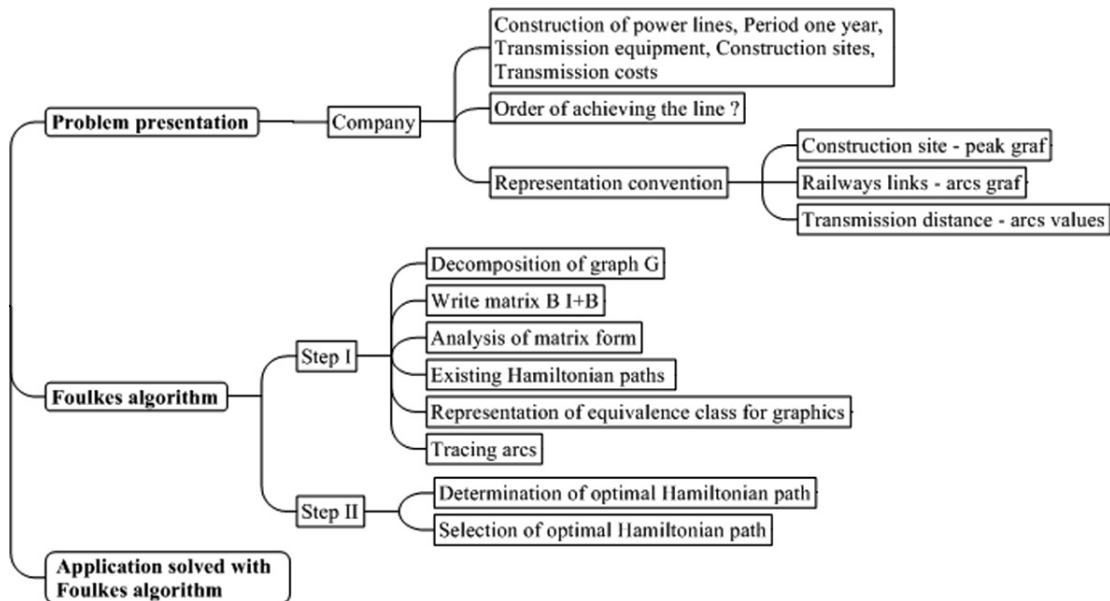 Construction of power lines, Period one year,
Transmission equipment, Construction sites,
Transmission costs
Problem presentation
Company
Order of achieving the line ?
Representation convention
Construction site - peak graf
Railways links - arcs graf
Transmission distance - arcs values
Foulkes algorithm
Step I
Decomposition of graph G
Write matrix B I+B
Analysis of matrix form
Existing Hamiltonian paths
Representation of equivalence class for graphics
Tracing arcs
Step II
Determination of optimal Hamiltonian path
Selection of optimal Hamiltonian path
Application solved with
Foulkes algorithm